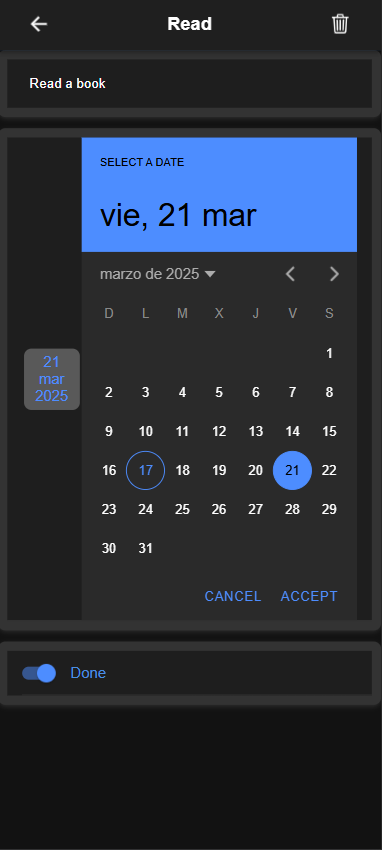 Read
Read a book
SELECT A DATE
vie, 21 mar
marzo de 2025
D L M X J V S
1
2 3 4 5 6 7 8
9 10 11 12 13 14 15
16 17 18 19 20 21 22
23 24 25 26 27 28 29
30 31
21
mar
2025
CANCEL ACCEPT
Done